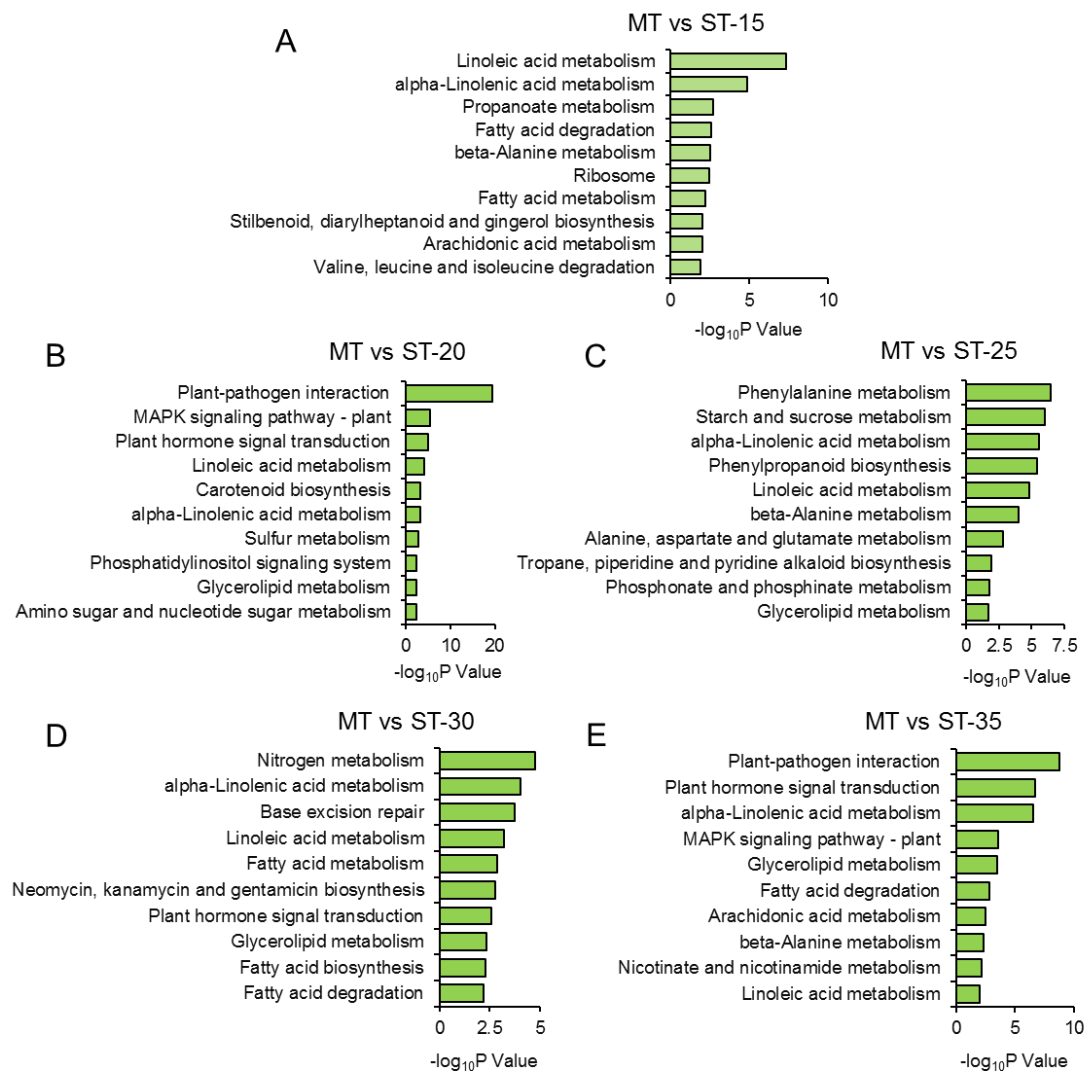 A
MT vs ST-15
Linoleic acid metabolism
alpha-Linolenic acid metabolism
Propanoate metabolism
Fatty acid degradation
beta-Alanine metabolism
Ribosome
Fatty acid metabolism
Stilbenoid, diarylheptanoid and gingerol biosynthesis
Arachidonic acid metabolism
Valine, leucine and isoleucine degradation
0 5 10
-log₁₀P Value
B
MT vs ST-20
Plant-pathogen interaction
MAPK signaling pathway - plant
Plant hormone signal transduction
Linoleic acid metabolism
Carotenoid biosynthesis
alpha-Linolenic acid metabolism
Sulfur metabolism
Phosphatidylinositol signaling system
Glycerolipid metabolism
Amino sugar and nucleotide sugar metabolism
0 10 20
-log₁₀P Value
C
MT vs ST-25
Phenylalanine metabolism
Starch and sucrose metabolism
alpha-Linolenic acid metabolism
Phenylpropanoid biosynthesis
Linoleic acid metabolism
beta-Alanine metabolism
Alanine, aspartate and glutamate metabolism
Tropane, piperidine and pyridine alkaloid biosynthesis
Phosphonate and phosphinate metabolism
Glycerolipid metabolism
0 2.5 5 7.5
-log₁₀P Value
D
MT vs ST-30
Nitrogen metabolism
alpha-Linolenic acid metabolism
Base excision repair
Linoleic acid metabolism
Fatty acid metabolism
Neomycin, kanamycin and gentamicin biosynthesis
Plant hormone signal transduction
Glycerolipid metabolism
Fatty acid biosynthesis
Fatty acid degradation
0 2.5 5
-log₁₀P Value
E
MT vs ST-35
Plant-pathogen interaction
Plant hormone signal transduction
alpha-Linolenic acid metabolism
MAPK signaling pathway - plant
Glycerolipid metabolism
Fatty acid degradation
Arachidonic acid metabolism
beta-Alanine metabolism
Nicotinate and nicotinamide metabolism
Linoleic acid metabolism
0 5 10
-log₁₀P Value